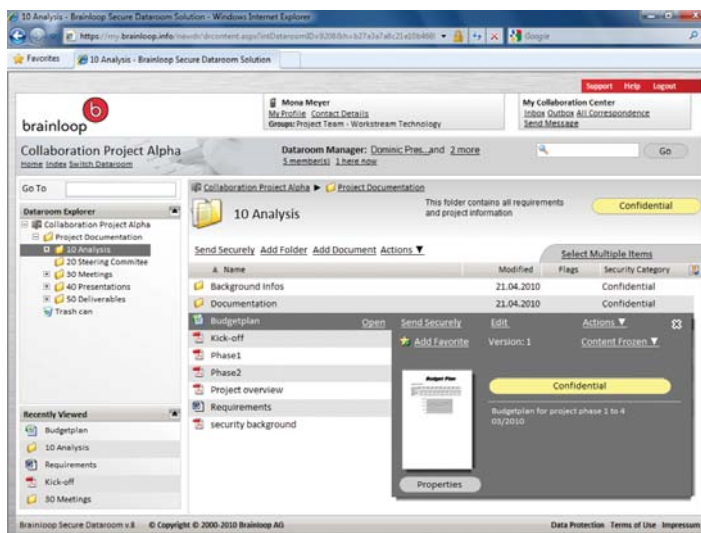 10 Analysis - Brainloop Secure Dataroom Solution - Windows Internet Explorer
https://my.brainloop.info
Google
Favorites 10 Analysis - Brainloop Secure Dataroom Solution
Support Help Logout
brainloop
Mona Meyer
My Profile Contact Details
Groups: Project Team - Workstream Technology
My Collaboration Center
Inbox Outbox All Correspondence
Send Message
Collaboration Project Alpha
Home Index Switch Dataroom
Dataroom Manager: Dominic Pres...and 2 more
5 member(s) 1 here now
Go
Go To
Dataroom Explorer
Collaboration Project Alpha
Project Documentation
10 Analysis
20 Steering Commitee
30 Meetings
40 Presentations
50 Deliverables
Trash can
Recently Viewed
Budgetplan
10 Analysis
Requirements
Kick-off
30 Meetings
Collaboration Project Alpha ▶ Project Documentation
10 Analysis
This folder contains all requirements
and project information
Confidential
Send Securely Add Folder Add Document Actions ▼
Select Multiple Items
Name Modified Flags Security Category
Background Infos 21.04.2010 Confidential
Documentation 21.04.2010 Confidential
Budgetplan Open Send Securely Edit Actions ▼
Kick-off
Phase1
Phase2
Project overview
Requirements
security background
Add Favorite Version: 1 Content Frozen ▼
Budget Plan
Confidential
Budgetplan for project phase 1 to 4
03/2010
Properties
Brainloop Secure Dataroom v.8 © Copyright © 2000-2010 Brainloop AG
Data Protection Terms of Use Impressum